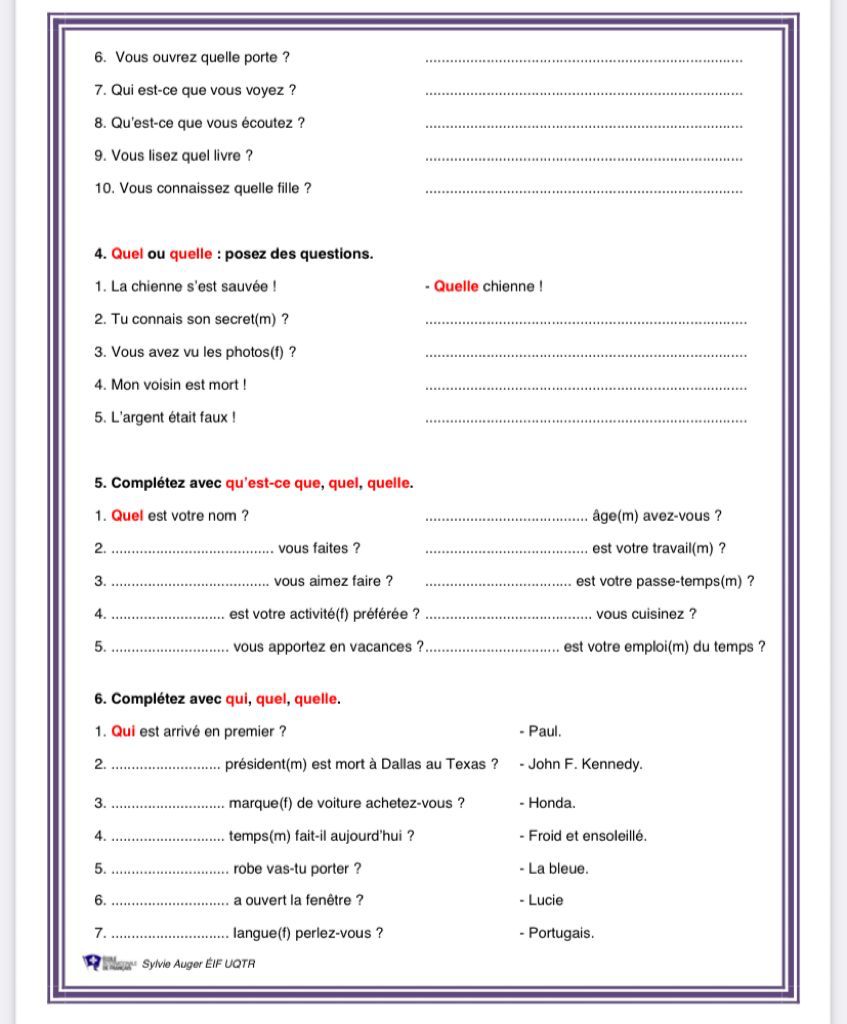 6. Vous ouvrez quelle porte ? ................................................................................
7. Qui est-ce que vous voyez ? ................................................................................
8. Qu'est-ce que vous écoutez ? ................................................................................
9. Vous lisez quel livre ? ................................................................................
10. Vous connaissez quelle fille ? ................................................................................
4. Quel ou quelle : posez des questions.
1. La chienne s'est sauvée ! - Quelle chienne !
2. Tu connais son secret(m) ? ................................................................................
3. Vous avez vu les photos(f) ? ................................................................................
4. Mon voisin est mort ! ................................................................................
5. L'argent était faux ! ................................................................................
5. Complétez avec qu'est-ce que, quel, quelle.
1. Quel est votre nom ? ........................................ âge(m) avez-vous ?
2. ........................................ vous faites ? ........................................ est votre travail(m) ?
3. ....................................... vous aimez faire ? .................................... est votre passe-temps(m) ?
4. ............................ est votre activité(f) préférée ? ......................................... vous cuisinez ?
5. ............................. vous apportez en vacances ?................................. est votre emploi(m) du temps ?
6. Complétez avec qui, quel, quelle.
1. Qui est arrivé en premier ? - Paul.
2. ........................... président(m) est mort à Dallas au Texas ? - John F. Kennedy.
3. ............................ marque(f) de voiture achetez-vous ? - Honda.
4. ............................ temps(m) fait-il aujourd'hui ? - Froid et ensoleillé.
5. ............................. robe vas-tu porter ? - La bleue.
6. ............................. a ouvert la fenêtre ? - Lucie
7. ............................. langue(f) perlez-vous ? - Portugais.
ÉCOLE INTERNATIONALE DE FRANÇAIS Sylvie Auger ÉIF UQTR